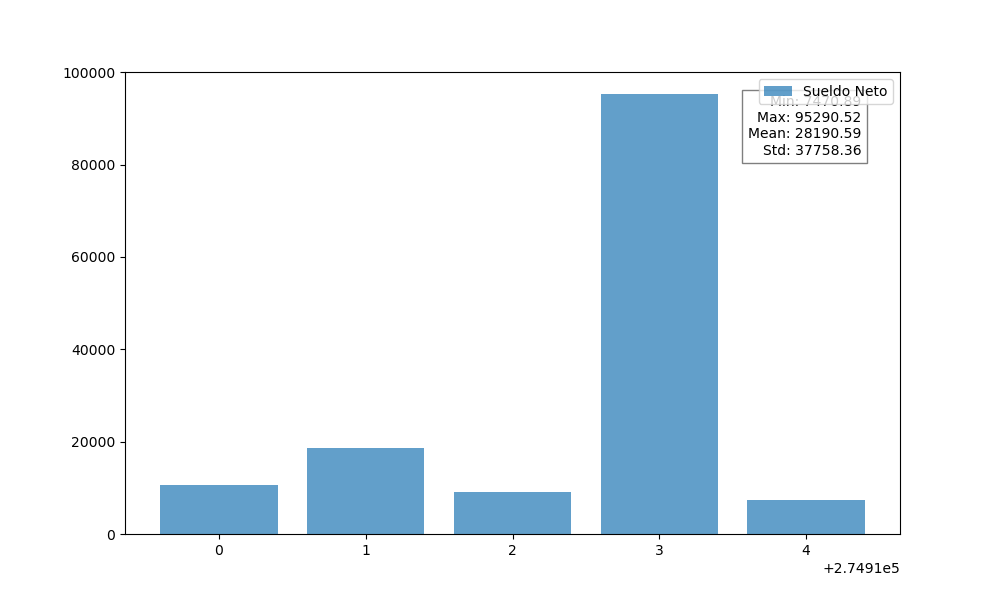 100000
80000
60000
40000
20000
0
Sueldo Neto
Min: 7470.89
Max: 95290.52
Mean: 28190.59
Std: 37758.36
0 1 2 3 4
+2.7491e5